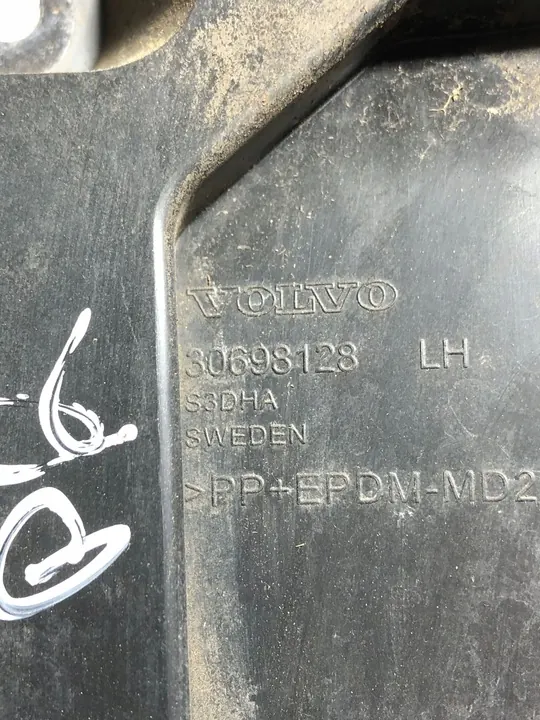 VOLVO
30698128 LH
S3DHA
SWEDEN
>PP+EPDM-MD2